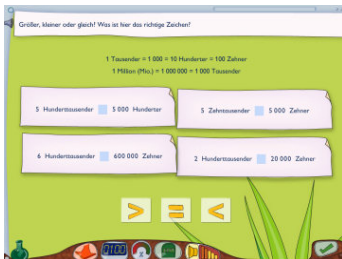 Größer, kleiner oder gleich? Was ist hier das richtige Zeichen?
1 Tausender = 1 000 = 10 Hunderter = 100 Zehner
1 Million (Mio.) = 1 000 000 = 1 000 Tausender
5 Hunderttausender 5 000 Hunderter
5 Zehntausender 5 000 Zehner
6 Hunderttausender 600 000 Zehner
2 Hunderttausender 20 000 Zehner
> = <